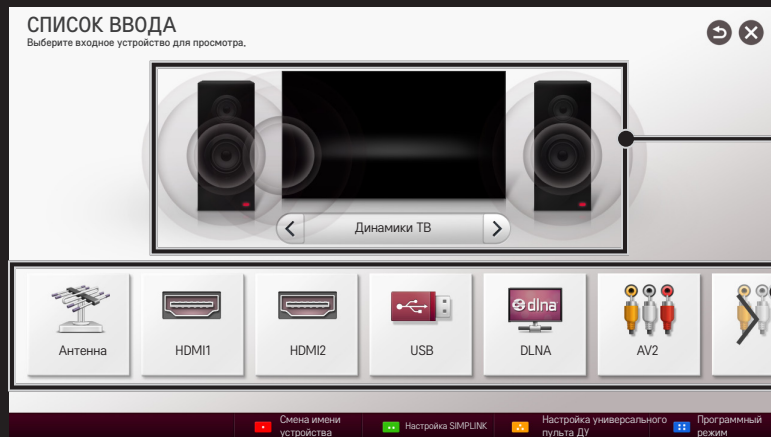 СПИСОК ВВОДА
Выберите входное устройство для просмотра.
Динамики ТВ
dlna
Антенна
HDMI1
HDMI2
USB
DLNA
AV2
Смена имени
устройства
Настройка SIMPLINK
Настройка универсального
пульта ДУ
Программный
режим